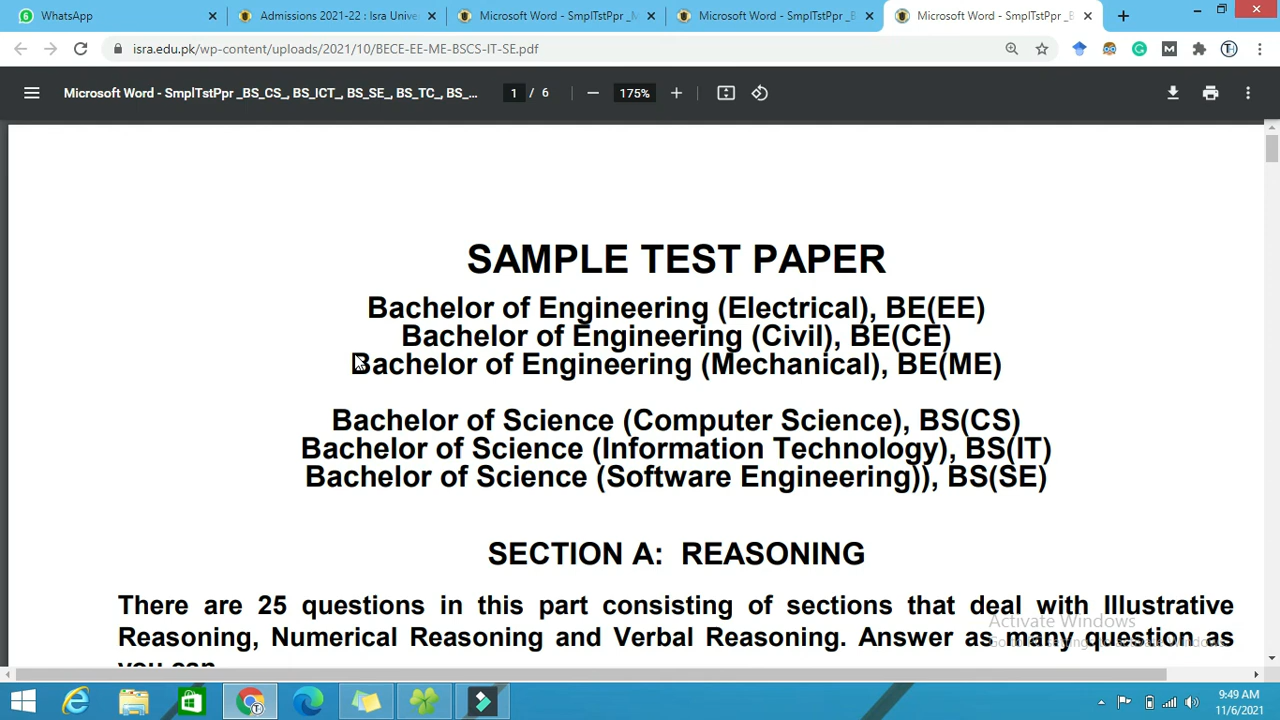 WhatsApp
Admissions 2021-22 : Isra Unive
Microsoft Word - SmplTstPpr _
Microsoft Word - SmplTstPpr _B
Microsoft Word - SmplTstPpr _B
isra.edu.pk/wp-content/uploads/2021/10/BECE-EE-ME-BSCS-IT-SE.pdf
Microsoft Word - SmplTstPpr _BS_CS_, BS_ICT_, BS_SE_, BS_TC_, BS_...
1 / 6
175%
SAMPLE TEST PAPER
Bachelor of Engineering (Electrical), BE(EE)
Bachelor of Engineering (Civil), BE(CE)
Bachelor of Engineering (Mechanical), BE(ME)
Bachelor of Science (Computer Science), BS(CS)
Bachelor of Science (Information Technology), BS(IT)
Bachelor of Science (Software Engineering)), BS(SE)
SECTION A: REASONING
There are 25 questions in this part consisting of sections that deal with Illustrative
Reasoning, Numerical Reasoning and Verbal Reasoning. Answer as many question as
you can
Activate Windows
9:49 AM
11/6/2021